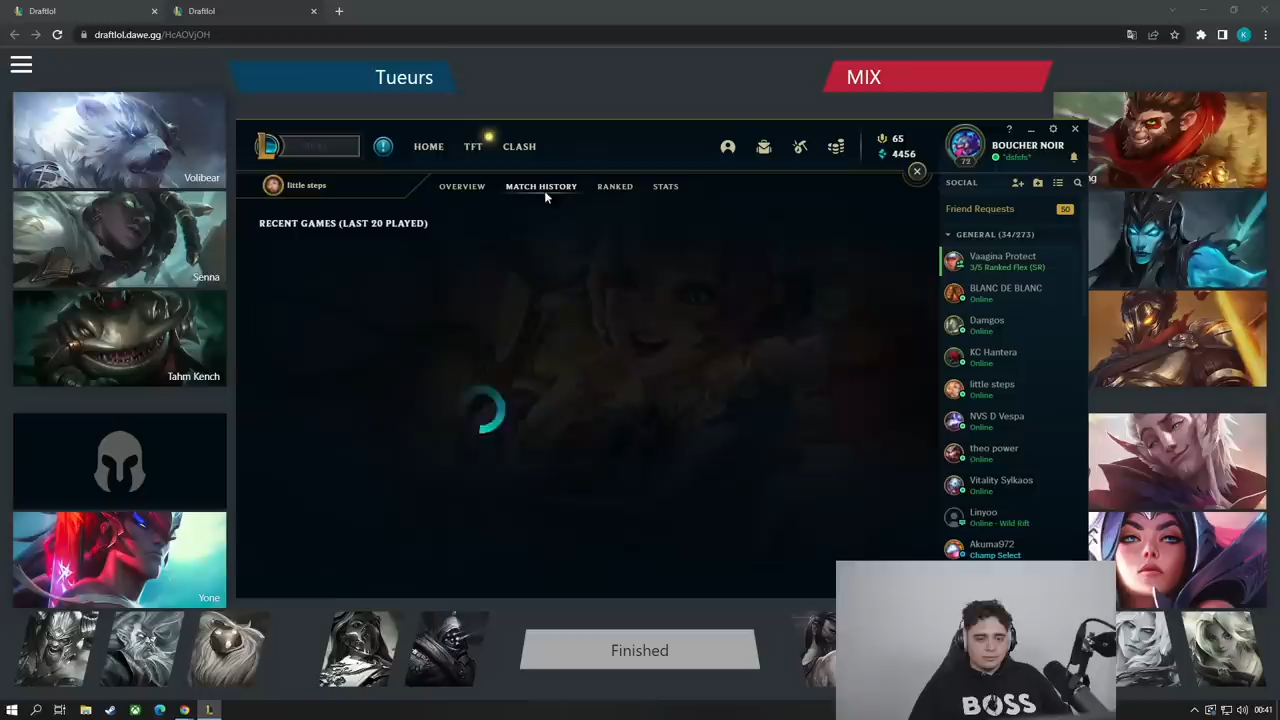 Draftlol
Draftlol
draftlol.dawe.gg/HcAOVjOH
K
Tueurs
MIX
HOME
TFT
CLASH
65
4456
72
BOUCHER NOIR
"dsfsfs"
little steps
OVERVIEW
MATCH HISTORY
RANKED
STATS
SOCIAL
RECENT GAMES (LAST 20 PLAYED)
Friend Requests
50
GENERAL (34/273)
Vaagina Protect
3/5 Ranked Flex (SR)
BLANC DE BLANC
Online
Damgos
Online
KC Hantera
Online
little steps
Online
NVS D Vespa
Online
theo power
Online
Vitality Sylkaos
Online
Linyoo
Online - Wild Rift
Akuma972
Champ Select
Volibear
Senna
Tahm Kench
Yone
Finished
BOSS
00:41